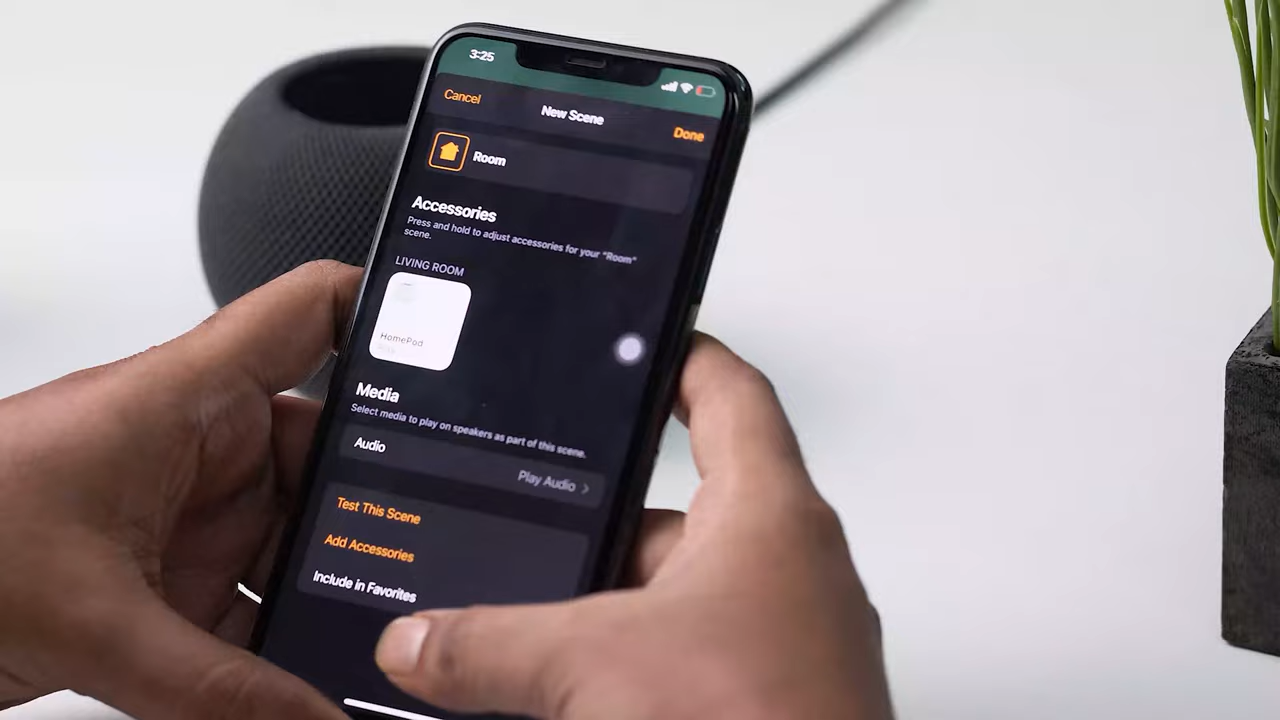 3:25
Cancel
New Scene
Done
Room
Accessories
Press and hold to adjust accessories for your "Room"
scene.
LIVING ROOM
HomePod
Media
Select media to play on speakers as part of this scene.
Audio
Play Audio
Test This Scene
Add Accessories
Include in Favorites